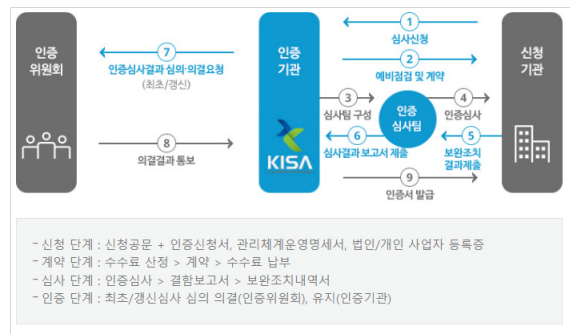 인증
위원회
7
인증심사결과 심의·의결요청
(최초/갱신)
8
의결결과 통보
인증
기관
KISA
1
심사신청
2
예비점검 및 계약
3
심사팀 구성
인증
심사팀
4
인증심사
6
심사결과 보고서 제출
5
보완조치
결과제출
9
인증서 발급
신청
기관
- 신청 단계 : 신청공문 + 인증신청서, 관리체계운영명세서, 법인/개인 사업자 등록증
- 계약 단계 : 수수료 산정 > 계약 > 수수료 납부
- 심사 단계 : 인증심사 > 결함보고서 > 보완조치내역서
- 인증 단계 : 최초/갱신심사 심의 의결(인증위원회), 유지(인증기관)